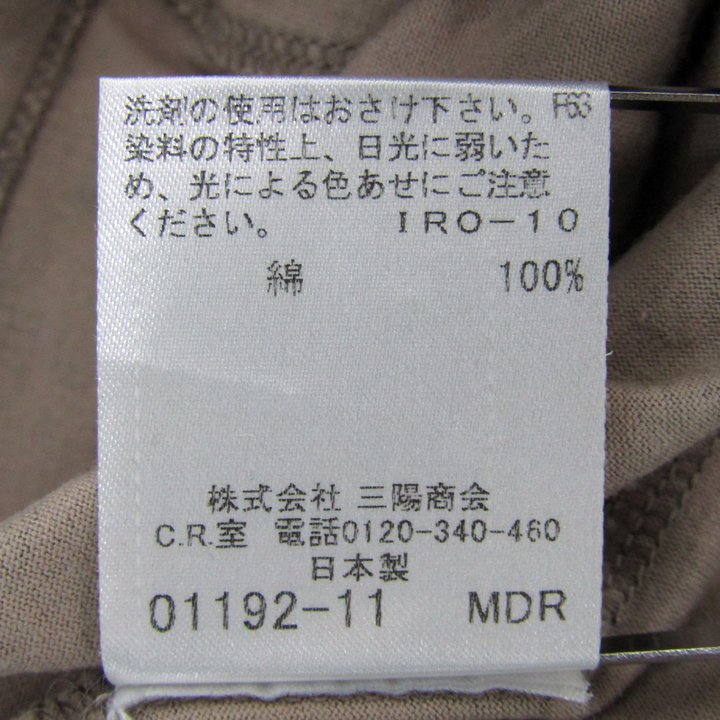 洗剤の使用はおさけ下さい。 F63
染料の特性上、日光に弱いた
め、光による色あせにご注意
ください。 IRO-10
綿 100%
株式会社 三陽商会
C.R.室 電話0120-340-460
日本製
01192-11 MDR